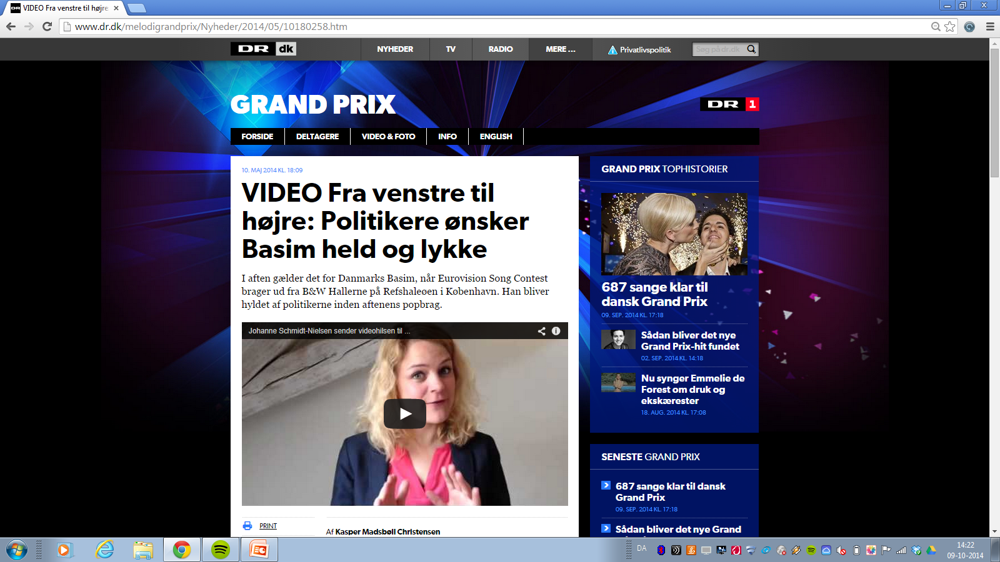 DR VIDEO Fra venstre til højre
www.dr.dk/melodigrandprix/Nyheder/2014/05/10180258.htm
DR dk
NYHEDER
TV
RADIO
MERE ...
Privatlivspolitik
Søg på dr.dk
GRAND PRIX
DR 1
FORSIDE
DELTAGERE
VIDEO & FOTO
INFO
ENGLISH
10. MAJ 2014 KL. 18:09
VIDEO Fra venstre til
højre: Politikere ønsker
Basim held og lykke
I aften gælder det for Danmarks Basim, når Eurovision Song Contest
brager ud fra B&W Hallerne på Refshaleøen i København. Han bliver
hyldet af politikerne inden aftenens popbrag.
Johanne Schmidt-Nielsen sender videohilsen til ...
PRINT
Af Kasper Madsbøll Christensen
GRAND PRIX TOPHISTORIER
687 sange klar til
dansk Grand Prix
09. SEP. 2014 KL. 17:18
Sådan bliver det nye
Grand Prix-hit fundet
02. SEP. 2014 KL. 14:18
Nu synger Emmelie de
Forest om druk og
ekskærester
18. AUG. 2014 KL. 17:08
SENESTE GRAND PRIX
687 sange klar til dansk
Grand Prix
09. SEP. 2014 KL. 17:18
Sådan bliver det nye Grand
DA
14:22
09-10-2014